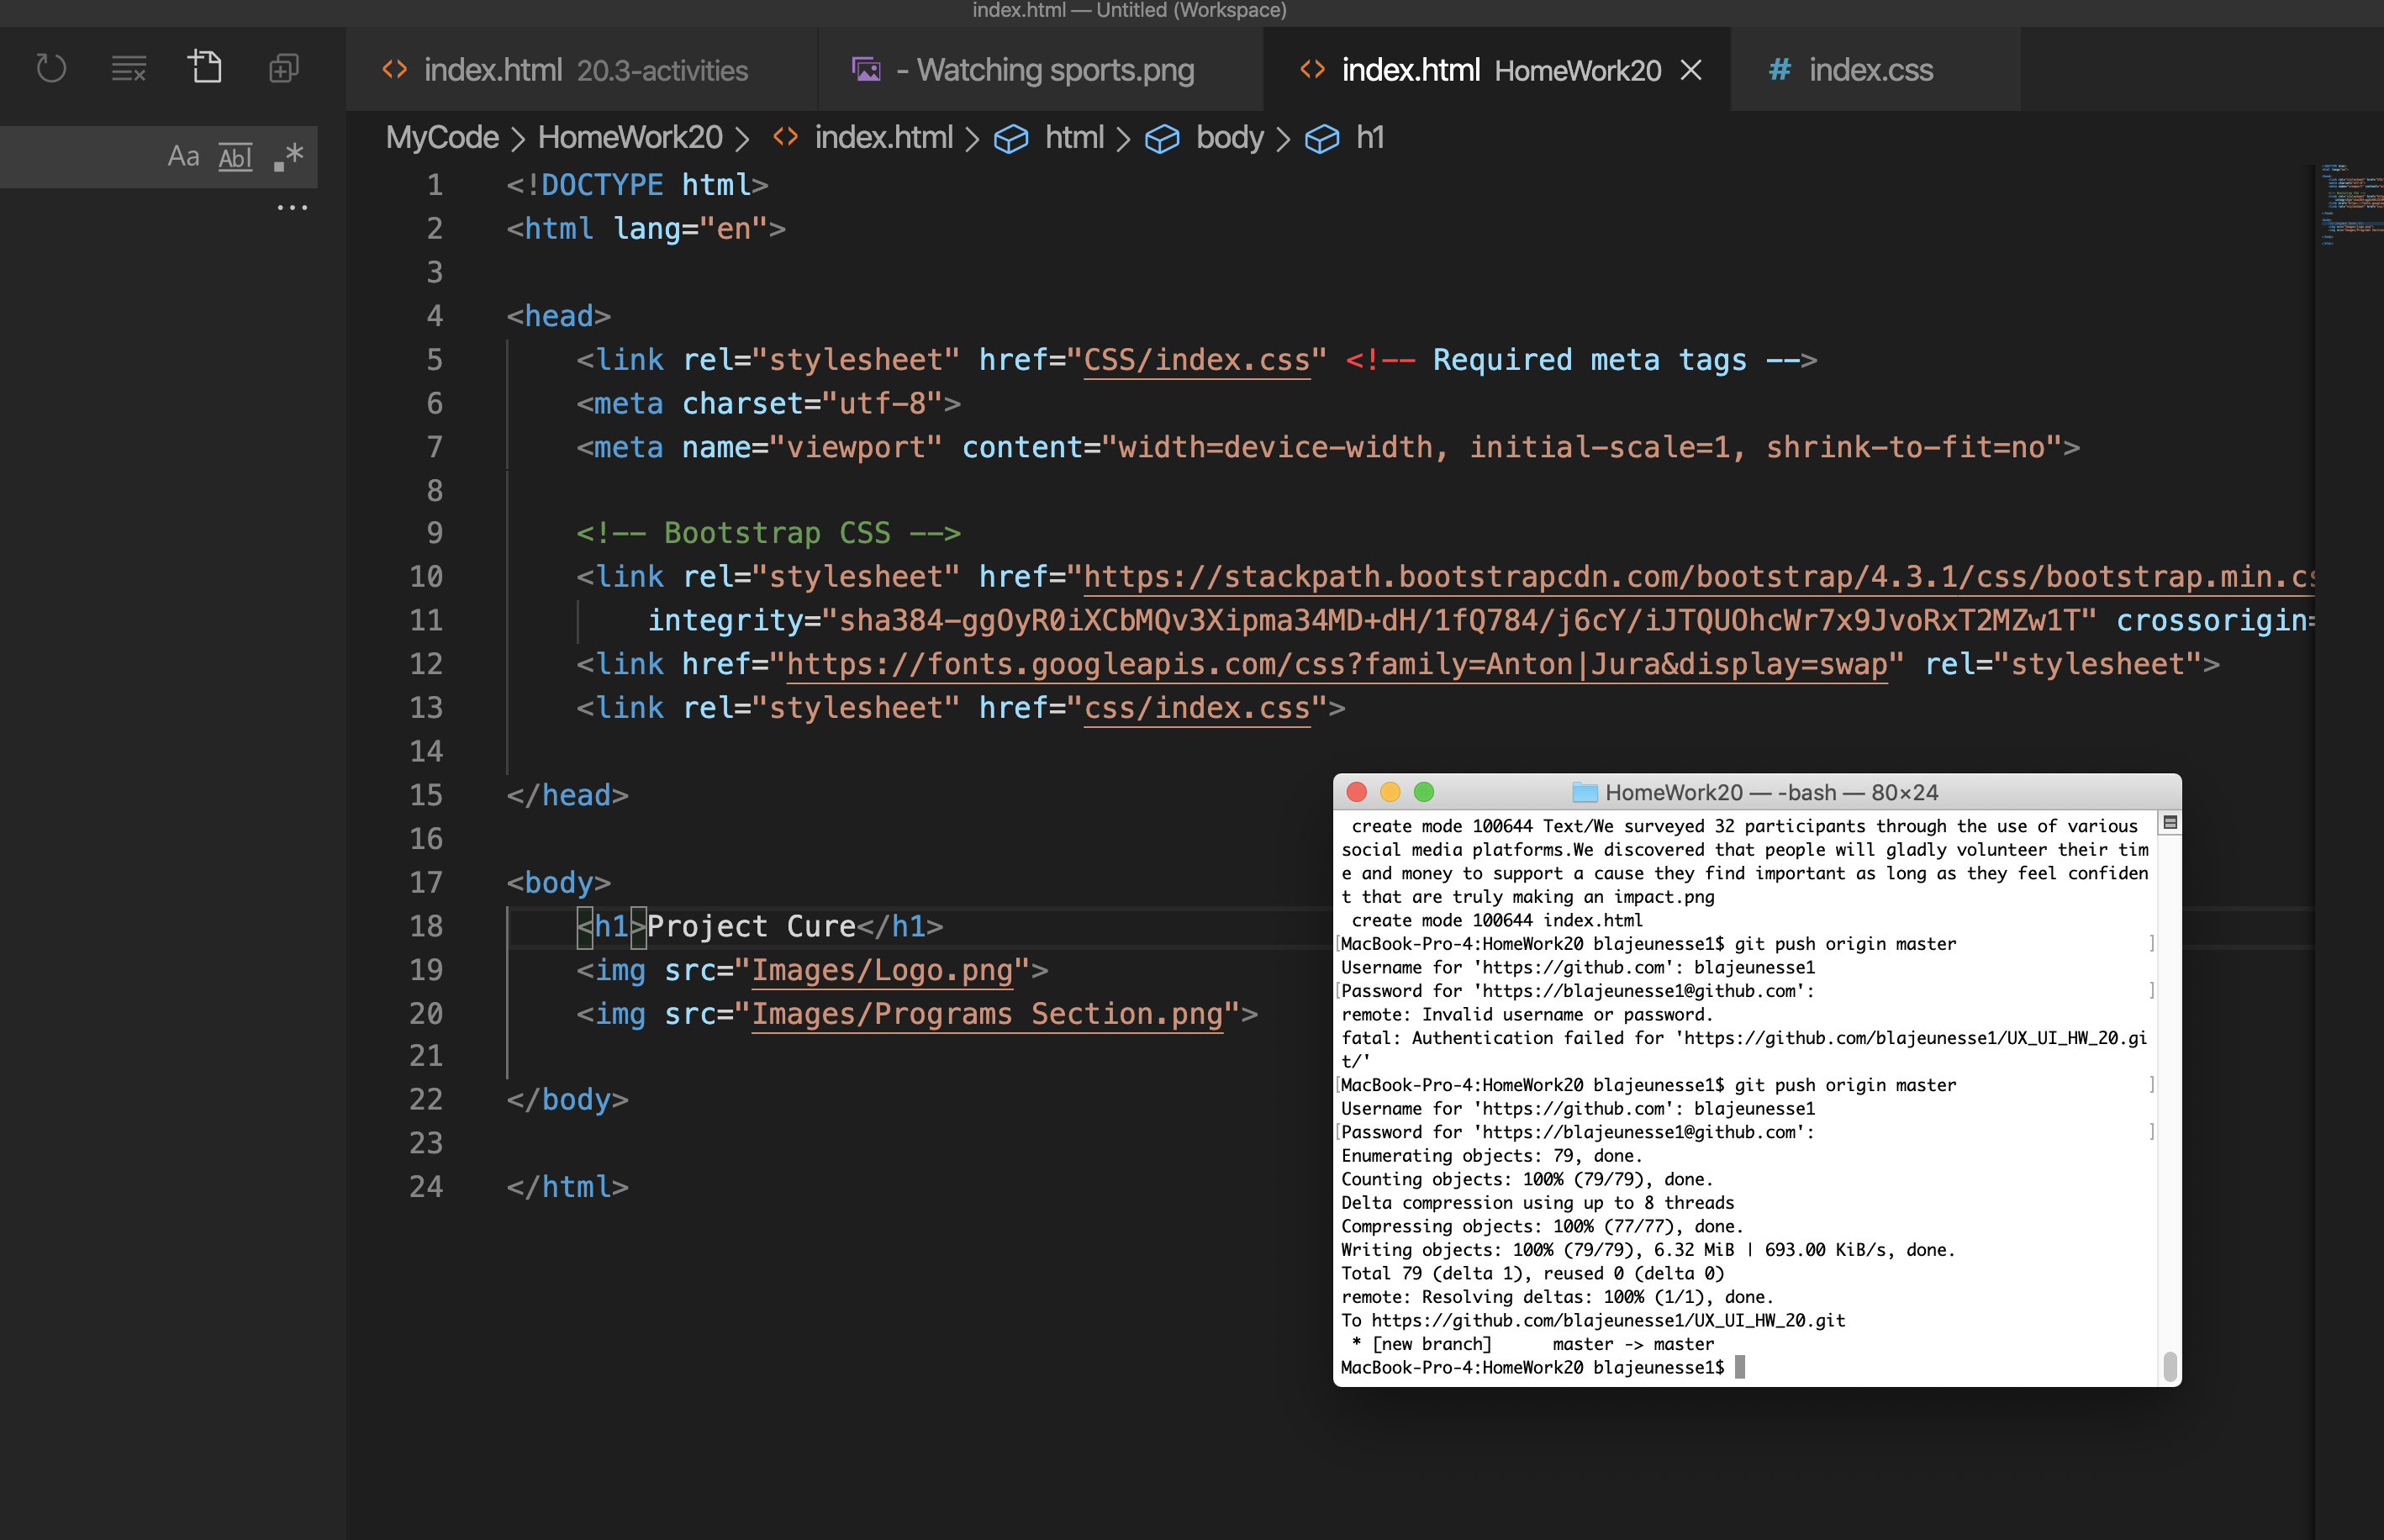 index.html — Untitled (Workspace)
index.html 20.3-activities
- Watching sports.png
index.html HomeWork20
# index.css
Aa Abl .*
...
MyCode > HomeWork20 > <> index.html > html > body > h1
1 <!DOCTYPE html>
2 <html lang="en">
3
4 <head>
5 <link rel="stylesheet" href="CSS/index.css" <!-- Required meta tags -->
6 <meta charset="utf-8">
7 <meta name="viewport" content="width=device-width, initial-scale=1, shrink-to-fit=no">
8
9 <!-- Bootstrap CSS -->
10 <link rel="stylesheet" href="https://stackpath.bootstrapcdn.com/bootstrap/4.3.1/css/bootstrap.min.cs
11 integrity="sha384-ggOyR0iXCbMQv3Xipma34MD+dH/1fQ784/j6cY/iJTQUOhcWr7x9JvoRxT2MZw1T" crossorigin=
12 <link href="https://fonts.googleapis.com/css?family=Anton|Jura&display=swap" rel="stylesheet">
13 <link rel="stylesheet" href="css/index.css">
14
15 </head>
16
17 <body>
18 <h1>Project Cure</h1>
19 <img src="Images/Logo.png">
20 <img src="Images/Programs Section.png">
21
22 </body>
23
24 </html>
HomeWork20 — -bash — 80×24
create mode 100644 Text/We surveyed 32 participants through the use of various
social media platforms.We discovered that people will gladly volunteer their tim
e and money to support a cause they find important as long as they feel confiden
t that are truly making an impact.png
create mode 100644 index.html
[MacBook-Pro-4:HomeWork20 blajeunesse1$ git push origin master ]
Username for 'https://github.com': blajeunesse1
[Password for 'https://blajeunesse1@github.com': ]
remote: Invalid username or password.
fatal: Authentication failed for 'https://github.com/blajeunesse1/UX_UI_HW_20.gi
t/'
[MacBook-Pro-4:HomeWork20 blajeunesse1$ git push origin master ]
Username for 'https://github.com': blajeunesse1
[Password for 'https://blajeunesse1@github.com': ]
Enumerating objects: 79, done.
Counting objects: 100% (79/79), done.
Delta compression using up to 8 threads
Compressing objects: 100% (77/77), done.
Writing objects: 100% (79/79), 6.32 MiB | 693.00 KiB/s, done.
Total 79 (delta 1), reused 0 (delta 0)
remote: Resolving deltas: 100% (1/1), done.
To https://github.com/blajeunesse1/UX_UI_HW_20.git
* [new branch] master -> master
MacBook-Pro-4:HomeWork20 blajeunesse1$